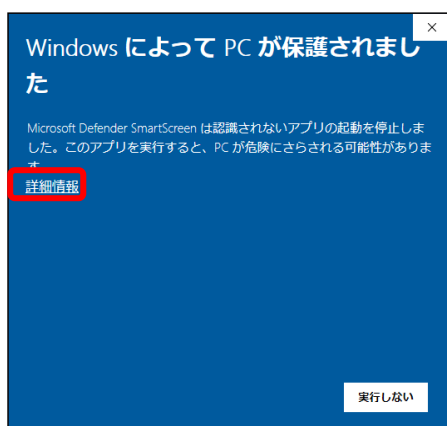 Windows によって PC が保護されまし
た
Microsoft Defender SmartScreen は認識されないアプリの起動を停止しま
した。このアプリを実行すると、PC が危険にさらされる可能性がありま
す。
詳細情報
実行しない